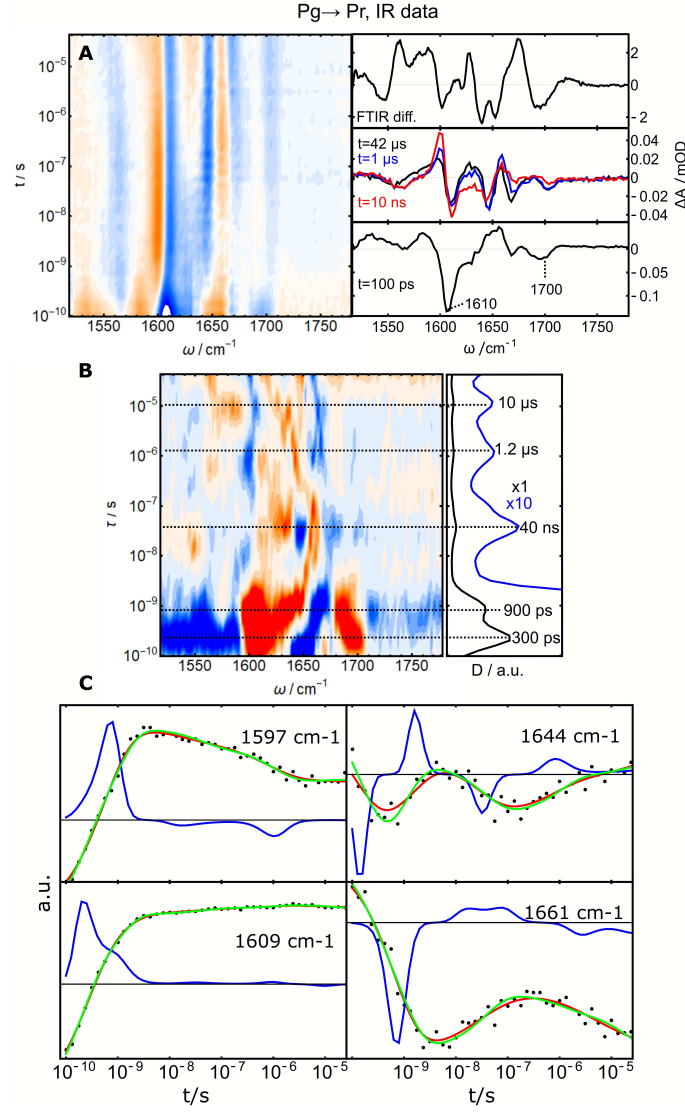 Pg→ Pr, IR data
A
t / s
10⁻⁵
10⁻⁶
10⁻⁷
10⁻⁸
10⁻⁹
10⁻¹⁰
1550 1600 1650 1700 1750
ω / cm⁻¹
FTIR diff.
2
0
2
t=42 µs
t=1 µs
t=10 ns
0.04
0.02
0
- 0.02
- 0.04
ΔA /mOD
t=100 ps
1610
1700
0
-0.05
-0.1
1550 1600 1650 1700 1750
ω /cm⁻¹
B
τ / s
10⁻⁵
10⁻⁶
10⁻⁷
10⁻⁸
10⁻⁹
10⁻¹⁰
1550 1600 1650 1700 1750
ω / cm⁻¹
10 µs
1.2 µs
x1
x10
40 ns
900 ps
300 ps
D / a.u.
C
a.u.
1597 cm-1
1644 cm-1
1609 cm-1
1661 cm-1
10⁻¹⁰ 10⁻⁹ 10⁻⁸ 10⁻⁷ 10⁻⁶ 10⁻⁵
10⁻⁹ 10⁻⁸ 10⁻⁷ 10⁻⁶ 10⁻⁵
t/s
t/s